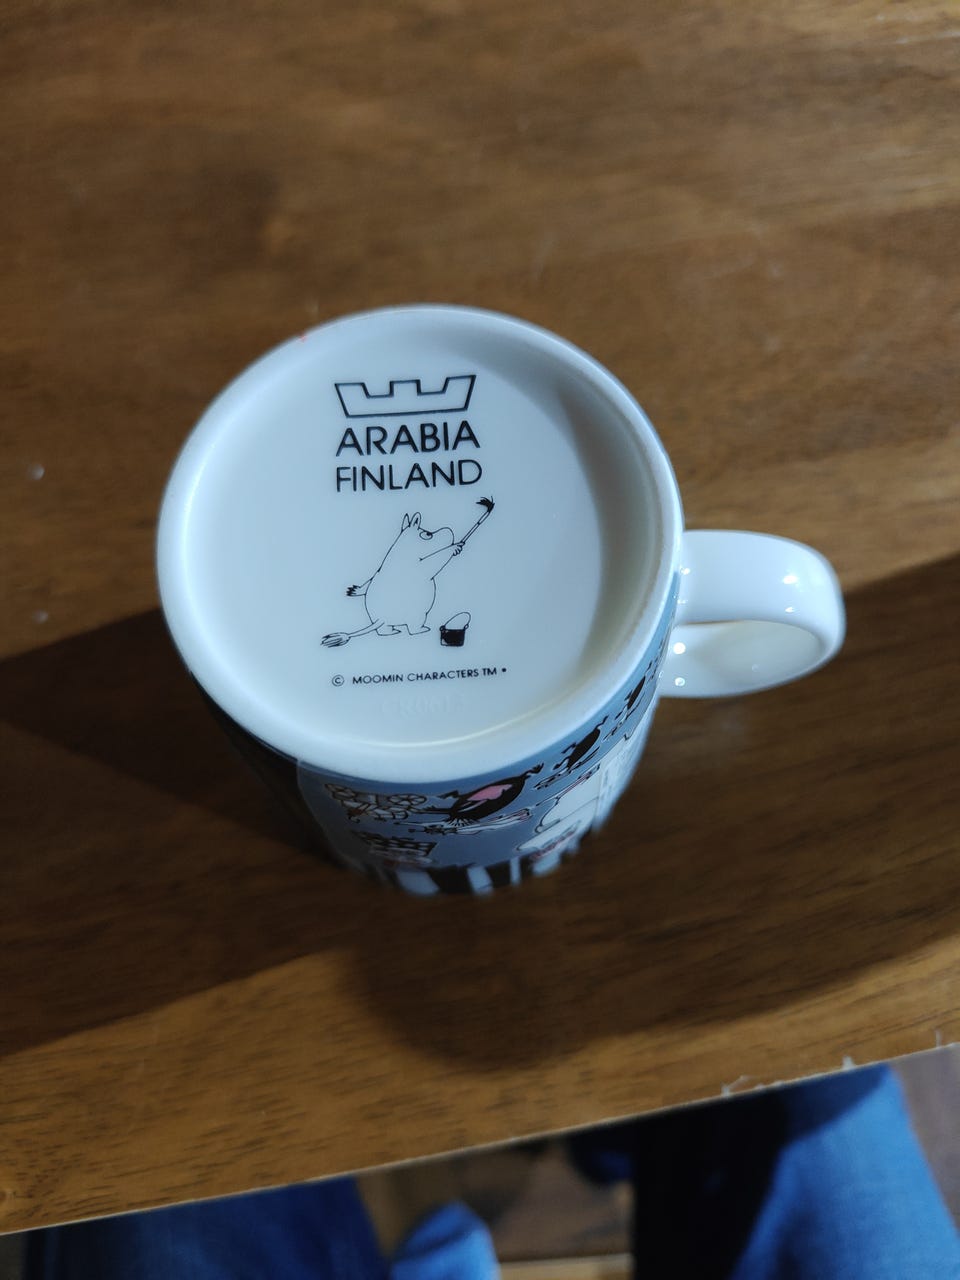 ARABIA
FINLAND
© MOOMIN CHARACTERS TM •